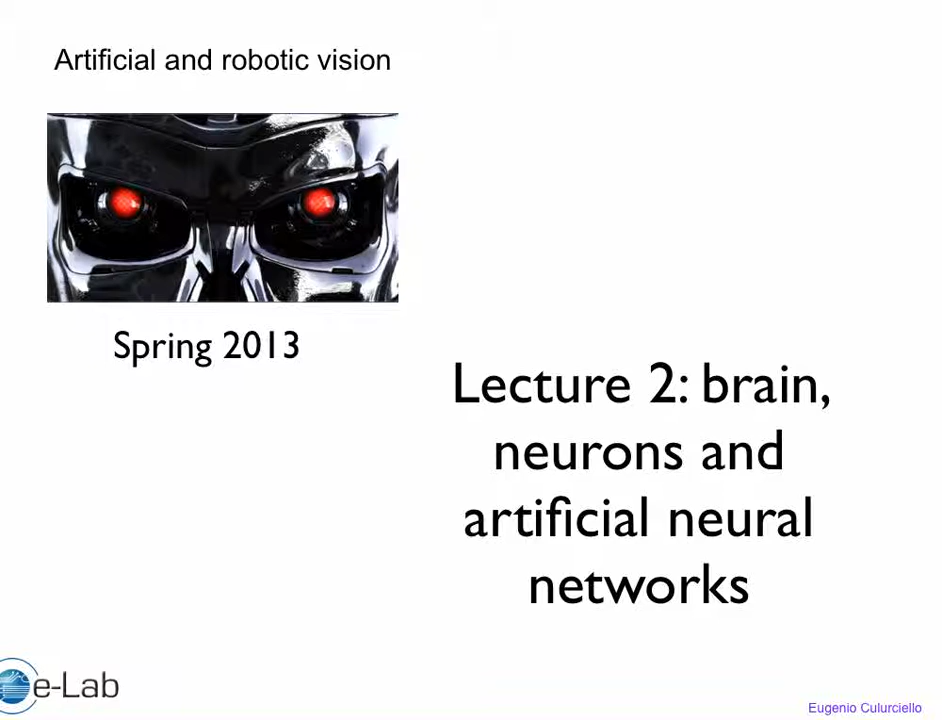 Artificial and robotic vision
Spring 2013
Lecture 2: brain,
neurons and
artificial neural
networks
e-Lab
Eugenio Culurciello